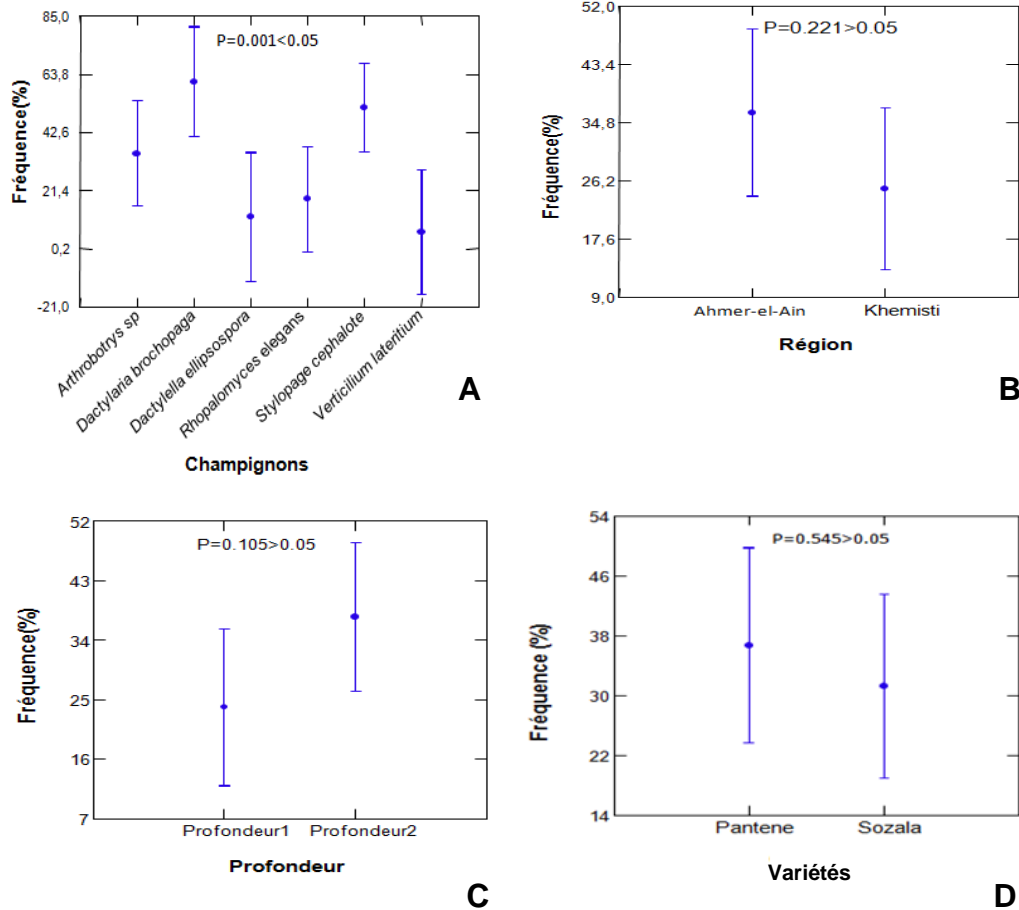 85,0
63,8
42,6
21,4
0,2
-21,0
Fréquence(%)
P=0.001<0.05
Arthrobotrys sp
Dactylaria brochopaga
Dactylella ellipsospora
Rhopalomyces elegans
Stylopage cephalote
Verticilium lateritium
Champignons
A
52,0
43,4
34,8
26,2
17,6
9,0
Fréquence(%)
P=0.221>0.05
Ahmer-el-Ain
Khemisti
Région
B
52
43
34
25
16
7
Fréquence(%)
P=0.105>0.05
Profondeur1
Profondeur2
Profondeur
C
54
46
38
30
22
14
Fréquence (%)
P=0.545>0.05
Pantene
Sozala
Variétés
D